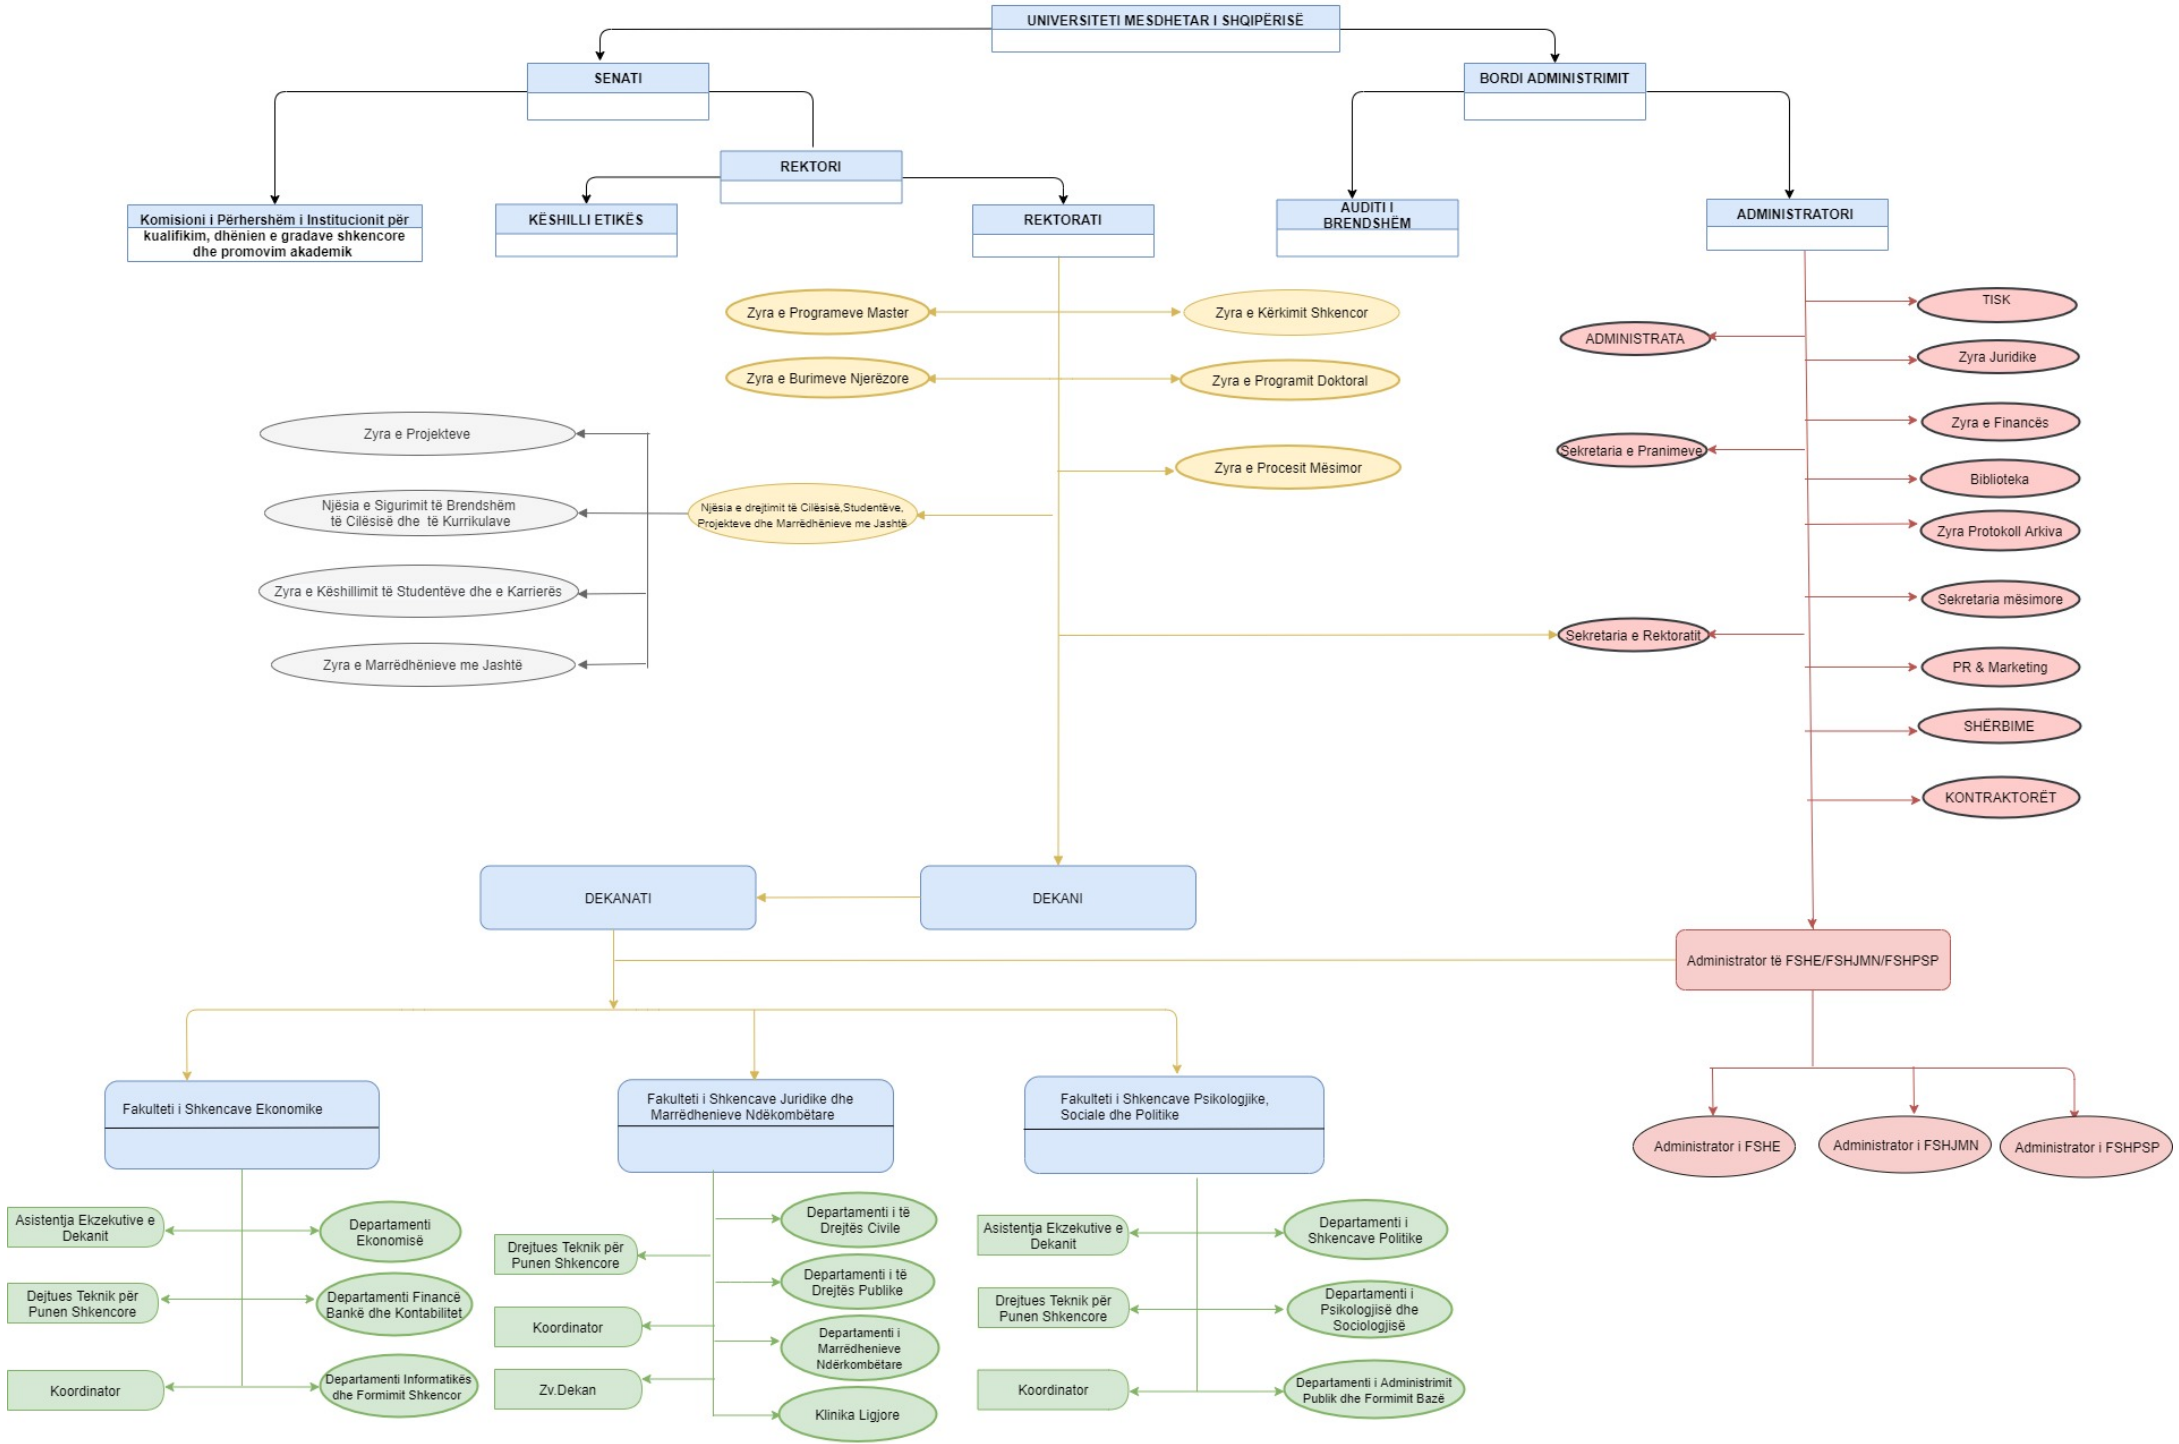 UNIVERSITETI MESDHETAR I SHQIPËRISË
SENATI
BORDI ADMINISTRIMIT
REKTORI
Komisioni i Përhershëm i Institucionit për
kualifikim, dhënien e gradave shkencore
dhe promovim akademik
KËSHILLI ETIKËS
REKTORATI
AUDITI I
BRENDSHËM
ADMINISTRATORI
Zyra e Programeve Master
Zyra e Kërkimit Shkencor
Zyra e Burimeve Njerëzore
Zyra e Programit Doktoral
Zyra e Procesit Mësimor
Njësia e drejtimit të Cilësisë,Studentëve,
Projekteve dhe Marrëdhënieve me Jashtë
Zyra e Projekteve
Njësia e Sigurimit të Brendshëm
të Cilësisë dhe të Kurrikulave
Zyra e Këshillimit të Studentëve dhe e Karrierës
Zyra e Marrëdhënieve me Jashtë
TISK
ADMINISTRATA
Zyra Juridike
Zyra e Financës
Sekretaria e Pranimeve
Biblioteka
Zyra Protokoll Arkiva
Sekretaria mësimore
Sekretaria e Rektoratit
PR & Marketing
SHËRBIME
KONTRAKTORËT
DEKANATI
DEKANI
Administrator të FSHE/FSHJMN/FSHPSP
Administrator i FSHE
Administrator i FSHJMN
Administrator i FSHPSP
Fakulteti i Shkencave Ekonomike
Asistentja Ekzekutive e
Dekanit
Departamenti
Ekonomisë
Dejtues Teknik për
Punen Shkencore
Departamenti Financë
Bankë dhe Kontabilitet
Koordinator
Departamenti Informatikës
dhe Formimit Shkencor
Fakulteti i Shkencave Juridike dhe
Marrëdhenieve Ndëkombëtare
Departamenti i të
Drejtës Civile
Drejtues Teknik për
Punen Shkencore
Departamenti i të
Drejtës Publike
Koordinator
Departamenti i
Marrëdhenieve
Ndërkombëtare
Zv.Dekan
Klinika Ligjore
Fakulteti i Shkencave Psikologjike,
Sociale dhe Politike
Asistentja Ekzekutive e
Dekanit
Departamenti i
Shkencave Politike
Drejtues Teknik për
Punen Shkencore
Departamenti i
Psikologjisë dhe
Sociologjisë
Koordinator
Departamenti i Administrimit
Publik dhe Formimit Bazë